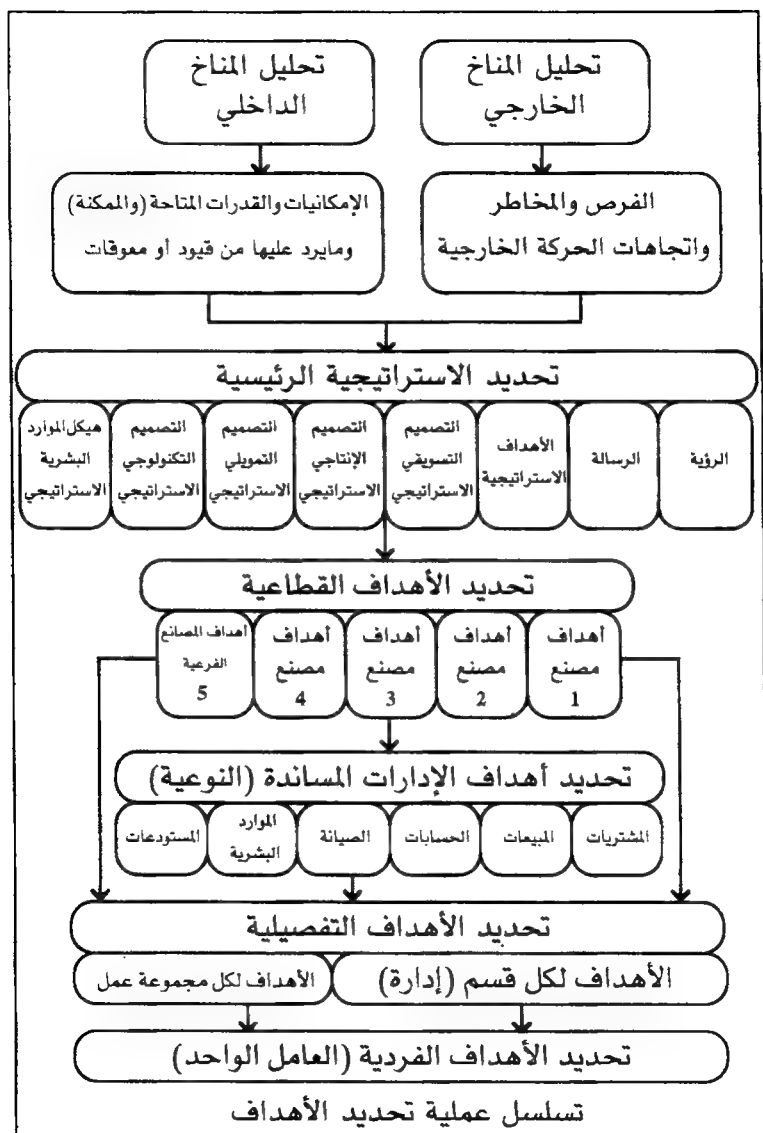 تحليل المناخ
الخارجي
تحليل المناخ
الداخلي
الفرص والمخاطر
واتجاهات الحركة الخارجية
الإمكانيات والقدرات المتاحة (والممكنة)
ومايرد عليها من قيود أو معوقات
تحديد الاستراتيجية الرئيسية
الرؤية
الرسالة
الأهداف
الاستراتيجية
التصميم
التسويقي
الاستراتيجي
التصميم
الإنتاجي
الاستراتيجي
التصميم
التمويلي
الاستراتيجي
التصميم
التكنولوجي
الاستراتيجي
هيكل الموارد
البشرية
الاستراتيجي
تحديد الأهداف القطاعية
أهداف
مصنع
1
أهداف
مصنع
2
أهداف
مصنع
3
أهداف
مصنع
4
أهداف المصانع
الفرعية
5
تحديد أهداف الإدارات المساندة (النوعية)
المشتريات
المبيعات
الحسابات
الصيانة
الموارد
البشرية
المستودعات
تحديد الأهداف التفصيلية
الأهداف لكل قسم (إدارة)
الأهداف لكل مجموعة عمل
تحديد الأهداف الفردية (العامل الواحد)
تسلسل عملية تحديد الأهداف